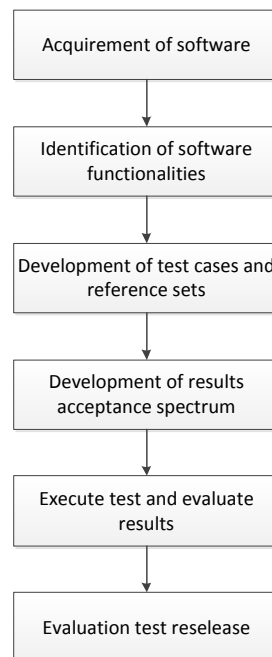 Acquirement of software
Identification of software
functionalities
Development of test cases and
reference sets
Development of results
acceptance spectrum
Execute test and evaluate
results
Evaluation test reselease